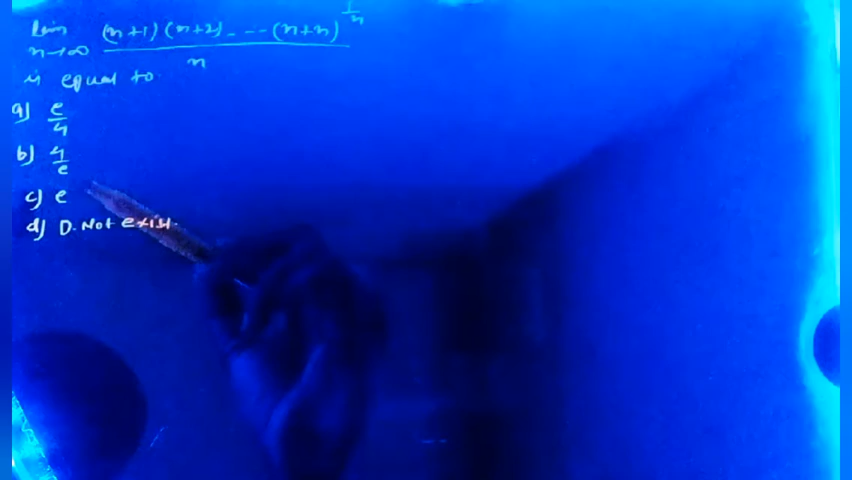 Lim n→∞ (n+1)(n+2)---(n+n)^1/n / n
is equal to
a) e/4
b) 4/e
c) e
d) D. Not exist.